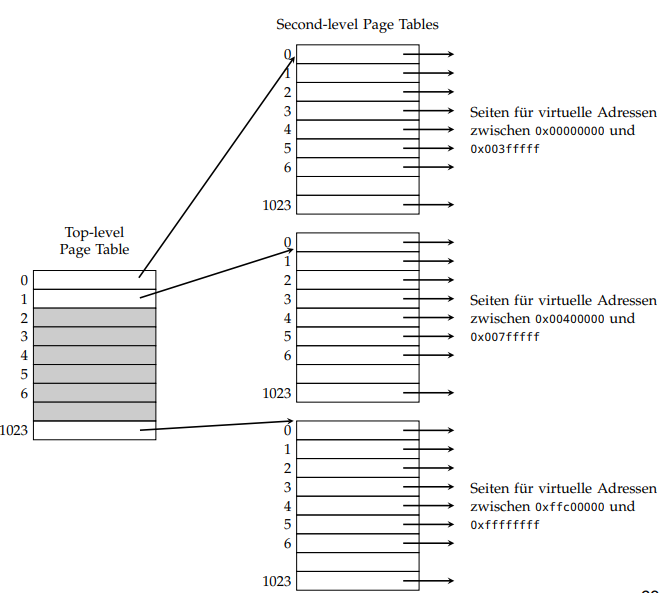 Second-level Page Tables
0
1
2
3
4
5
6
1023
Seiten für virtuelle Adressen
zwischen 0x00000000 und
0x003fffff
Top-level
Page Table
0
1
2
3
4
5
6
1023
0
1
2
3
4
5
6
1023
Seiten für virtuelle Adressen
zwischen 0x00400000 und
0x007fffff
0
1
2
3
4
5
6
1023
Seiten für virtuelle Adressen
zwischen 0xffc00000 und
0xffffffff